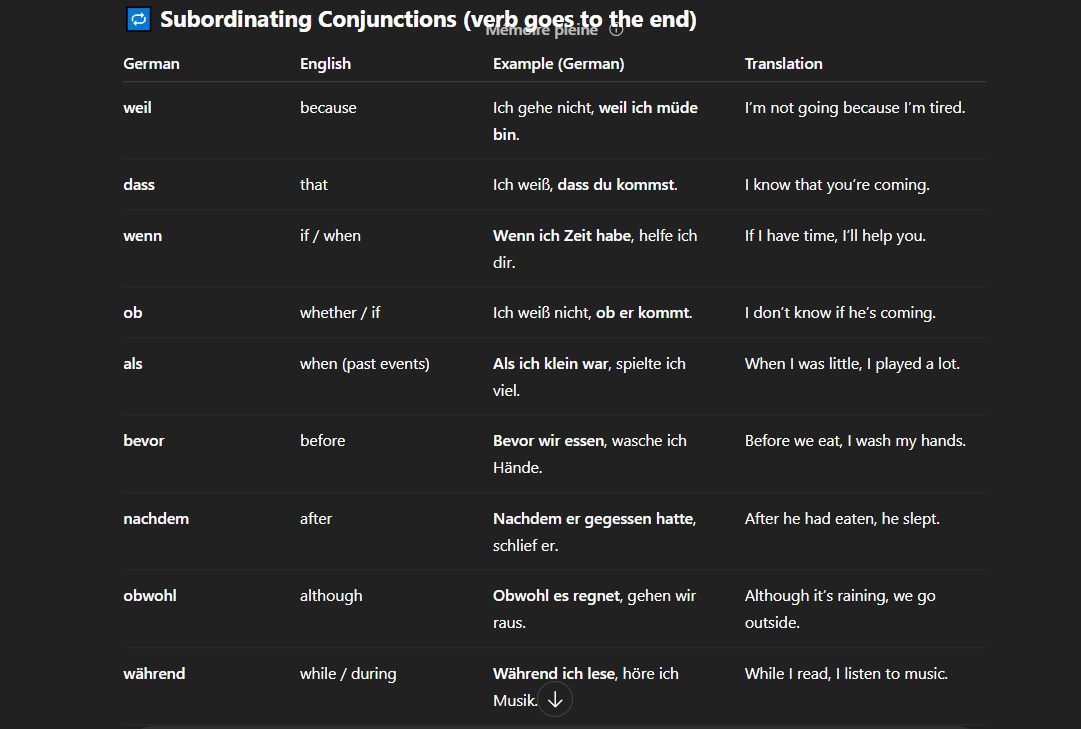 Subordinating Conjunctions (verb goes to the end)
Mémoire pleine
German English Example (German) Translation
weil because Ich gehe nicht, weil ich müde I’m not going because I’m tired.
bin.
dass that Ich weiß, dass du kommst. I know that you’re coming.
wenn if / when Wenn ich Zeit habe, helfe ich If I have time, I’ll help you.
dir.
ob whether / if Ich weiß nicht, ob er kommt. I don’t know if he’s coming.
als when (past events) Als ich klein war, spielte ich When I was little, I played a lot.
viel.
bevor before Bevor wir essen, wasche ich Before we eat, I wash my hands.
Hände.
nachdem after Nachdem er gegessen hatte, After he had eaten, he slept.
schlief er.
obwohl although Obwohl es regnet, gehen wir Although it’s raining, we go
raus. outside.
während while / during Während ich lese, höre ich While I read, I listen to music.
Musik.